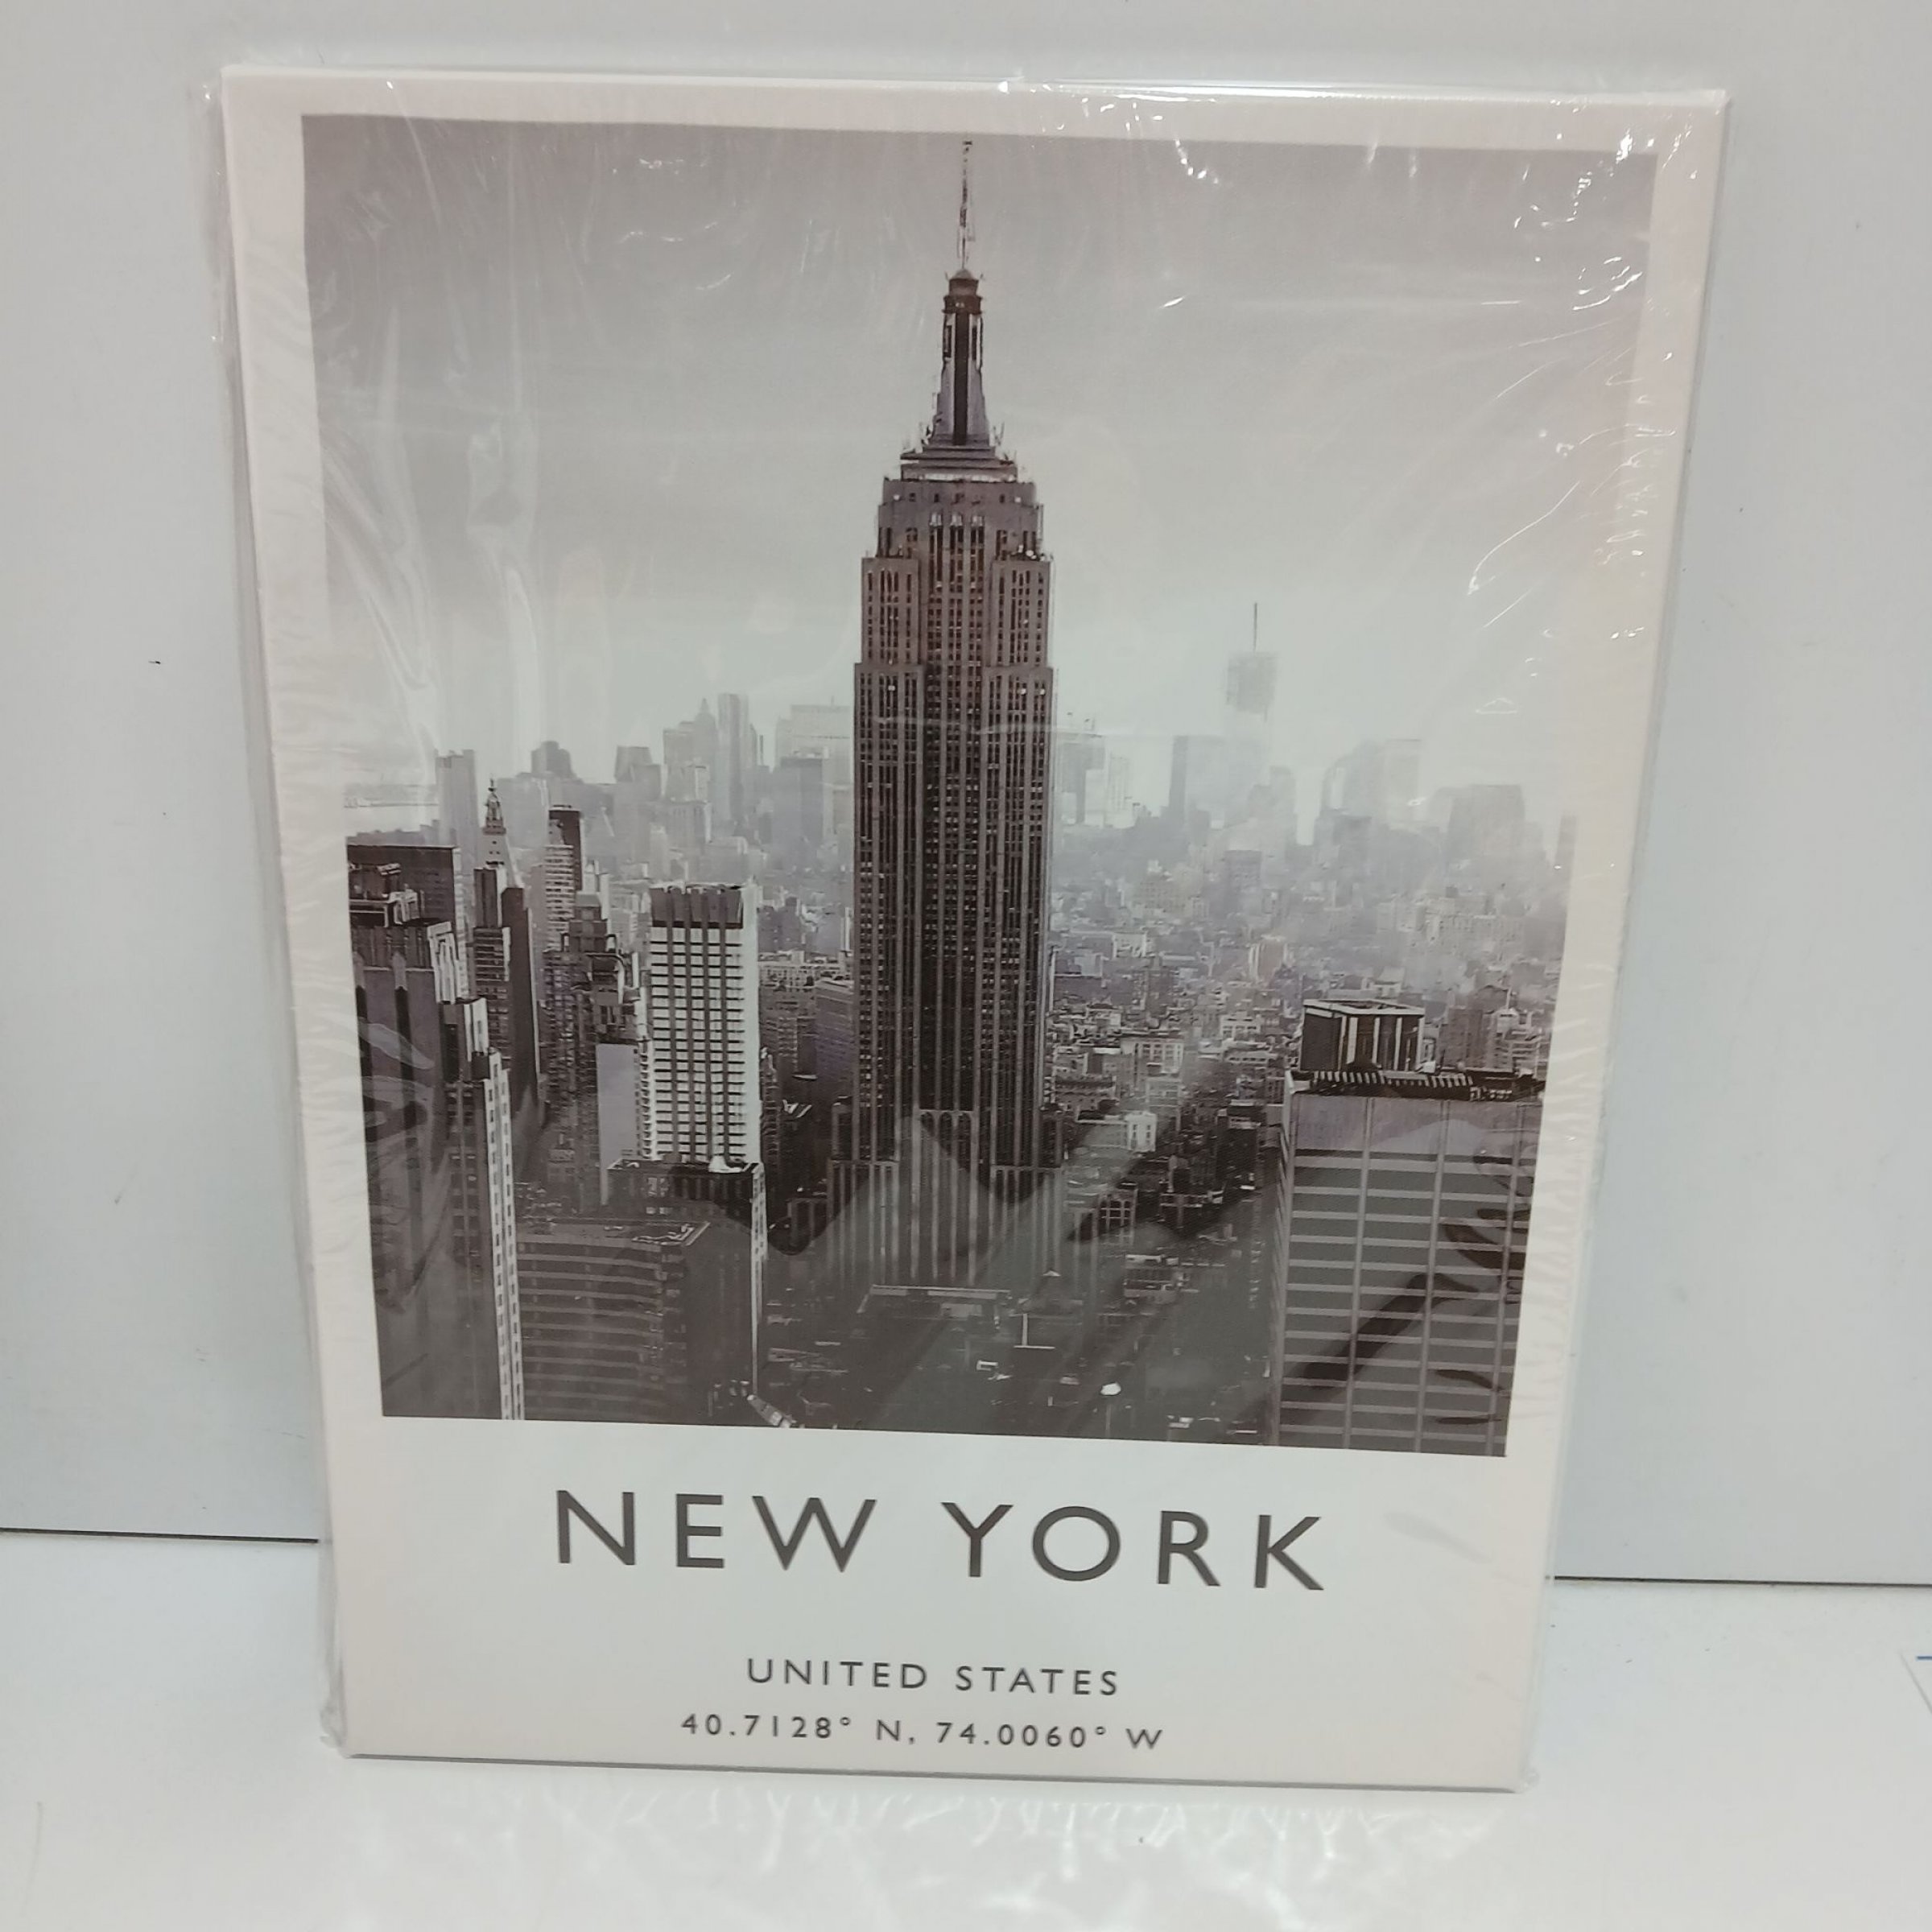 NEW YORK
UNITED STATES
40.7128° N, 74.0060° W